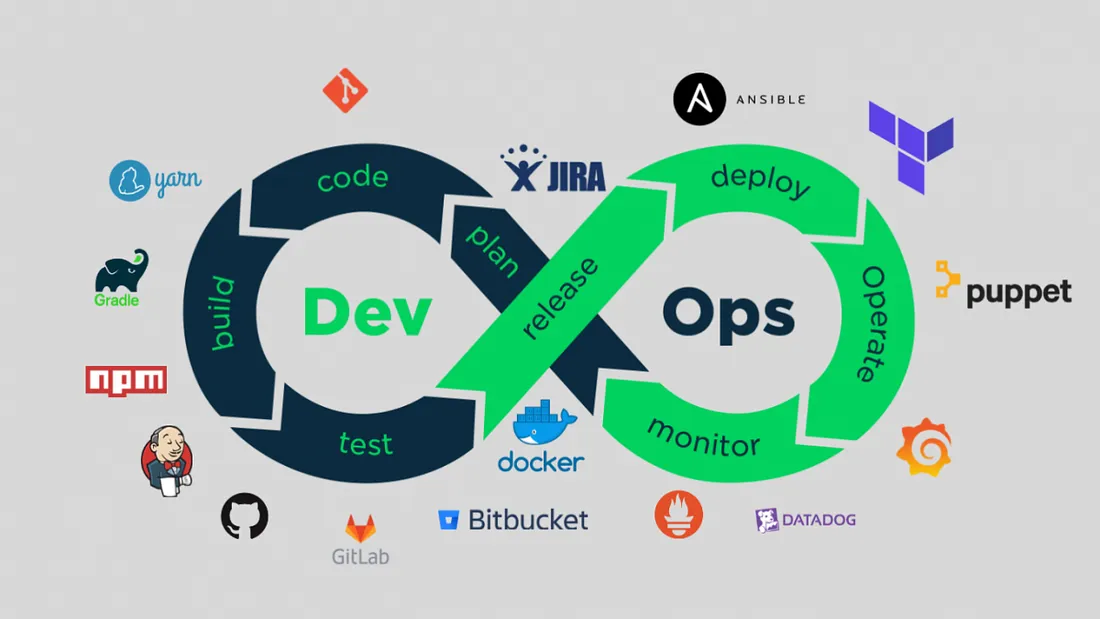 ANSIBLE
yarn
code
JIRA
deploy
plan
Gradle
build
Dev
release
Ops
Operate
puppet
npm
test
monitor
docker
GitLab
Bitbucket
DATADOG